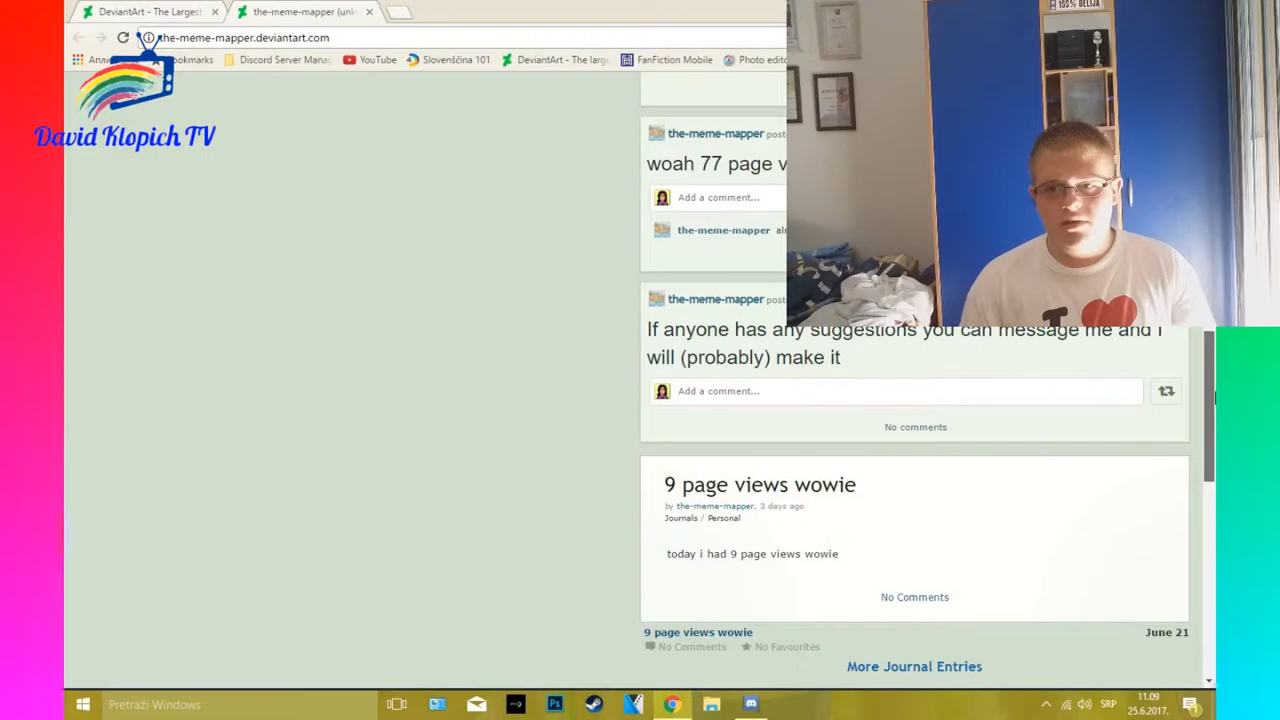 DeviantArt - The Largest
the-meme-mapper (unk
100% DELIJA
the-meme-mapper.deviantart.com
Bookmarks
Discord Server Mana
YouTube
Slovenščina 101
DeviantArt - The larg
FanFiction Mobile
Photo edito
David Klopich TV
the-meme-mapper post
woah 77 page v
Add a comment...
the-meme-mapper
the-meme-mapper post
If anyone has any suggestions you can message me and I
will (probably) make it
Add a comment...
No comments
9 page views wowie
by the-meme-mapper, 3 days ago
Journals / Personal
today i had 9 page views wowie
No Comments
9 page views wowie
June 21
No Comments
No Favourites
More Journal Entries
Pretraži Windows
SRP
11.09
25.6.2017.